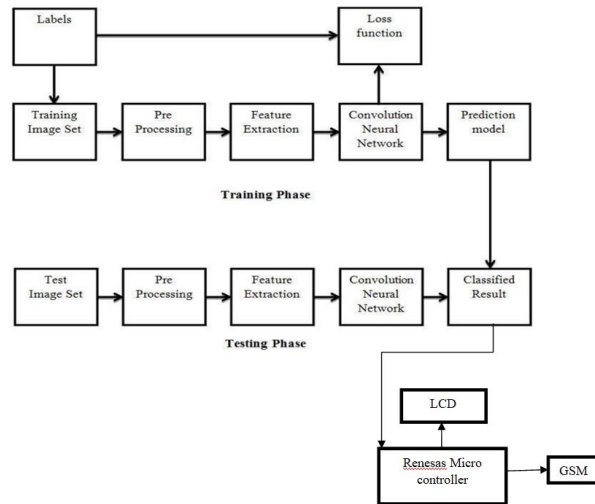 Labels
Loss
function
Training
Image Set
Pre
Processing
Feature
Extraction
Convolution
Neural
Network
Prediction
model
Training Phase
Test
Image Set
Pre
Processing
Feature
Extraction
Convolution
Neural
Network
Classified
Result
Testing Phase
LCD
Renesas Micro
controller
GSM